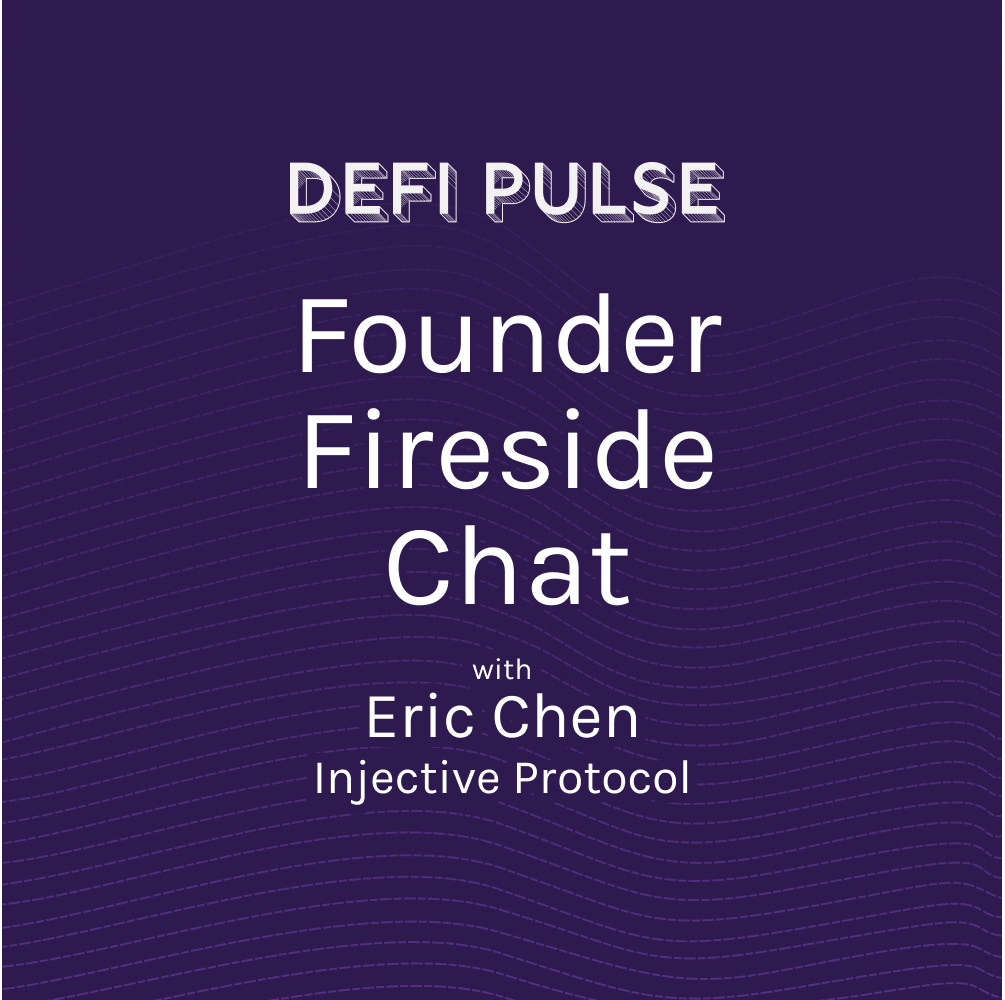 DEFI PULSE
Founder
Fireside
Chat
with
Eric Chen
Injective Protocol